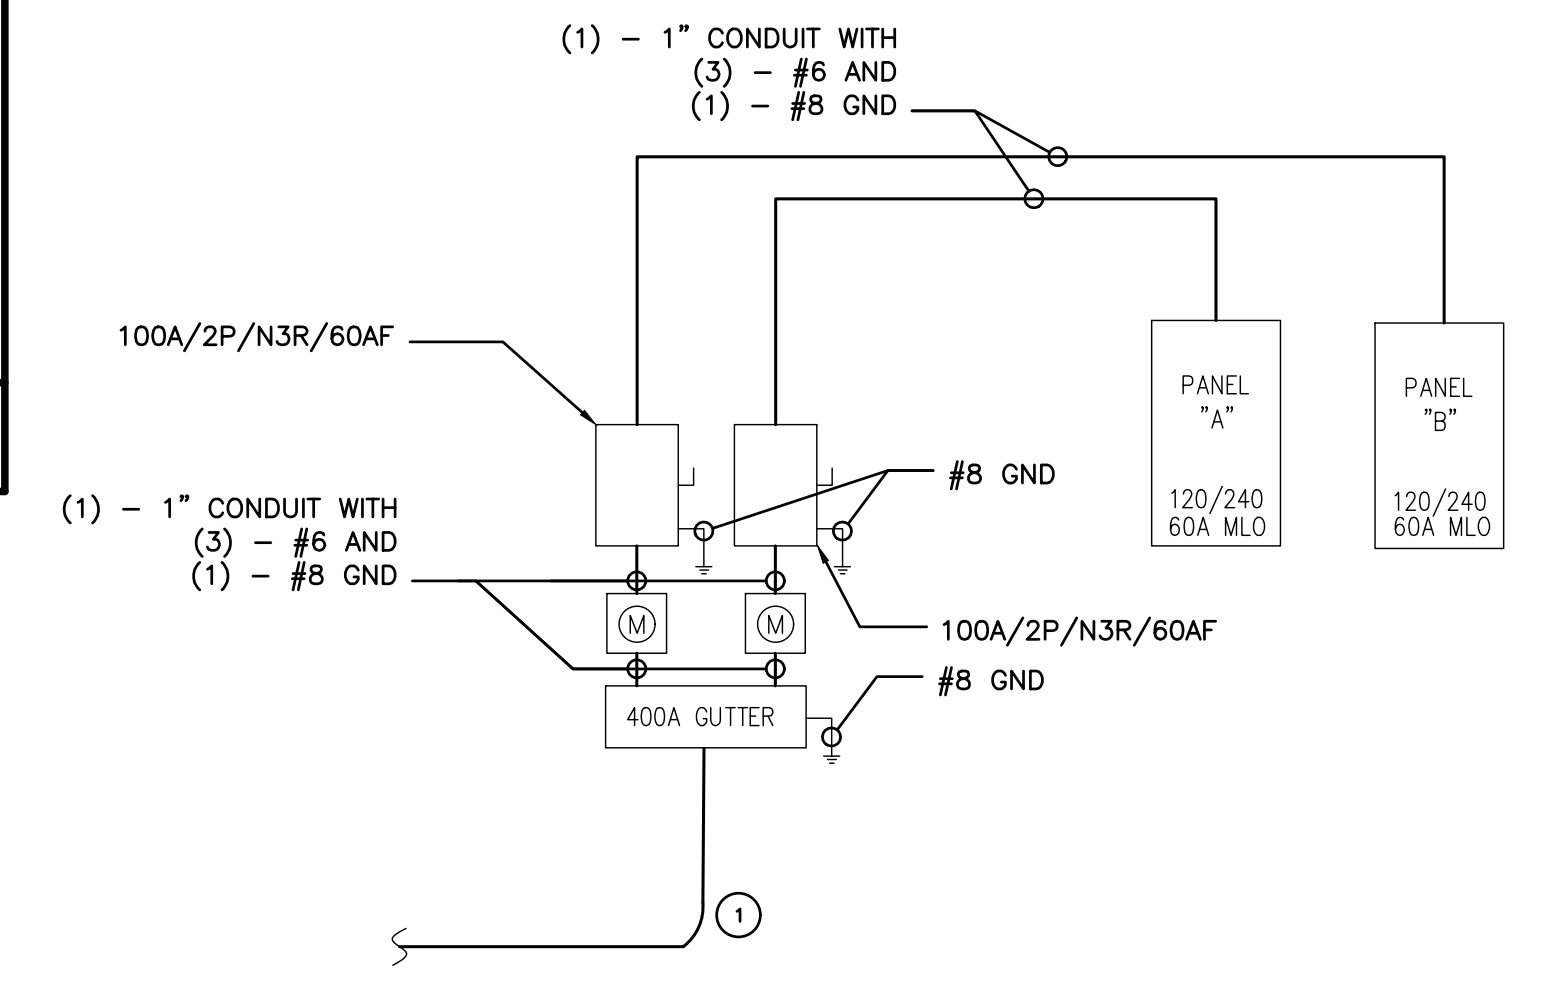 (1) – 1” CONDUIT WITH
(3) – #6 AND
(1) – #8 GND
100A/2P/N3R/60AF
PANEL
"A"
120/240
60A MLO
PANEL
"B"
120/240
60A MLO
#8 GND
(1) – 1” CONDUIT WITH
(3) – #6 AND
(1) – #8 GND
M
M
100A/2P/N3R/60AF
#8 GND
400A GUTTER
1